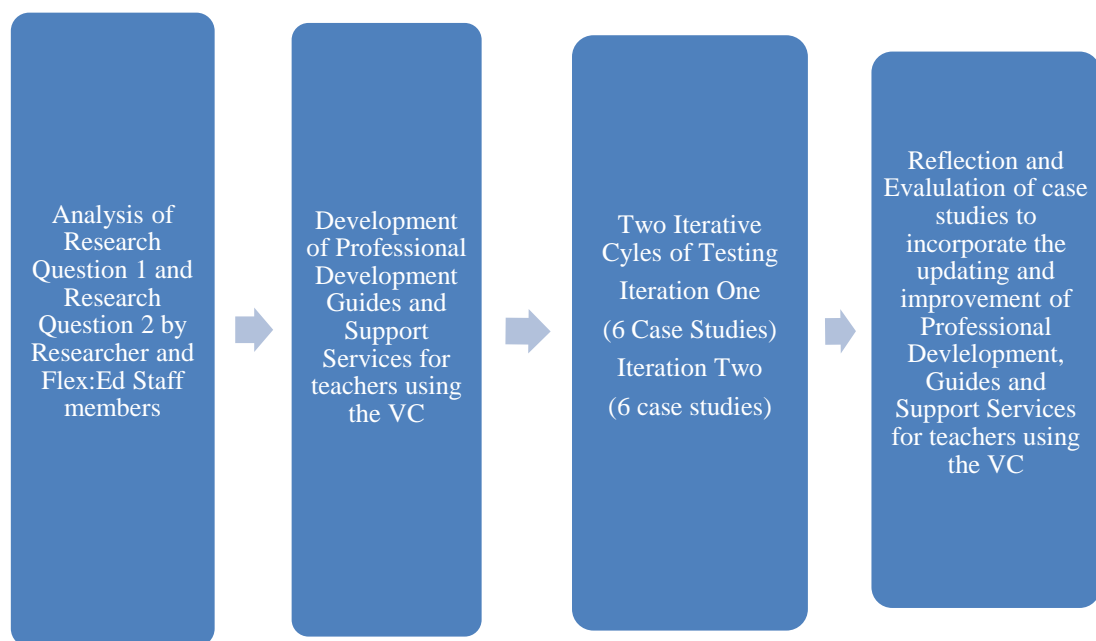 Analysis of
Research
Question 1 and
Research
Question 2 by
Researcher and
Flex:Ed Staff
members
Development
of Professional
Development
Guides and
Support
Services for
teachers using
the VC
Two Iterative
Cyles of Testing
Iteration One
(6 Case Studies)
Iteration Two
(6 case studies)
Reflection and
Evalulation of case
studies to
incorporate the
updating and
improvement of
Professional
Devlelopment,
Guides and
Support Services
for teachers using
the VC